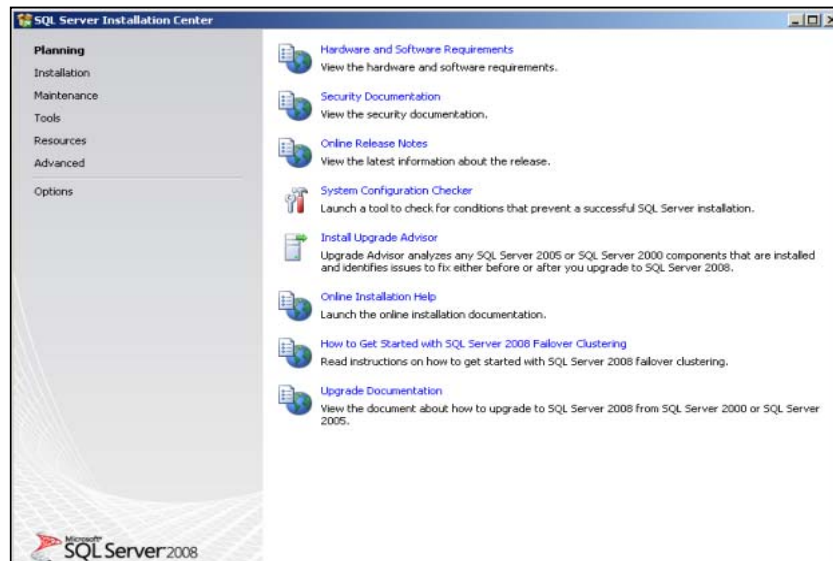 SQL Server Installation Center
Planning
Installation
Maintenance
Tools
Resources
Advanced
Options
Hardware and Software Requirements
View the hardware and software requirements.
Security Documentation
View the security documentation.
Online Release Notes
View the latest information about the release.
System Configuration Checker
Launch a tool to check for conditions that prevent a successful SQL Server installation.
Install Upgrade Advisor
Upgrade Advisor analyzes any SQL Server 2005 or SQL Server 2000 components that are installed
and identifies issues to fix either before or after you upgrade to SQL Server 2008.
Online Installation Help
Launch the online installation documentation.
How to Get Started with SQL Server 2008 Failover Clustering
Read instructions on how to get started with SQL Server 2008 failover clustering.
Upgrade Documentation
View the document about how to upgrade to SQL Server 2008 from SQL Server 2000 or SQL Server
2005.
Microsoft
SQL Server 2008